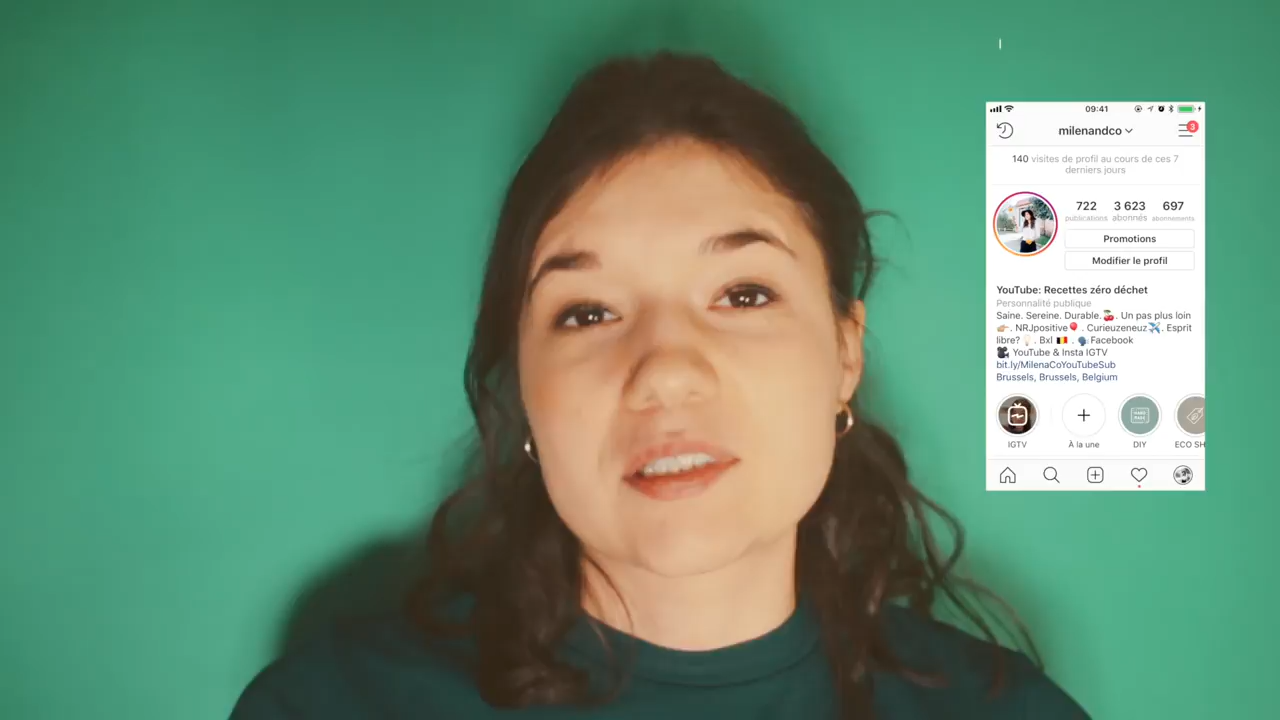 09:41
milenandco
3
140 visites de profil au cours de ces 7
derniers jours
722 3 623 697
publications abonnés abonnements
Promotions
Modifier le profil
YouTube: Recettes zéro déchet
Personnalité publique
Saine. Sereine. Durable.🍒. Un pas plus loin
👉🏼. NRJpositive🎈. Curieuzeneuz✈️. Esprit
libre?💡. Bxl 🇧🇪 . 🗣Facebook
🎥 YouTube & Insta IGTV
bit.ly/MilenaCoYouTubeSub
Brussels, Brussels, Belgium
IGTV À la une DIY ECO SH